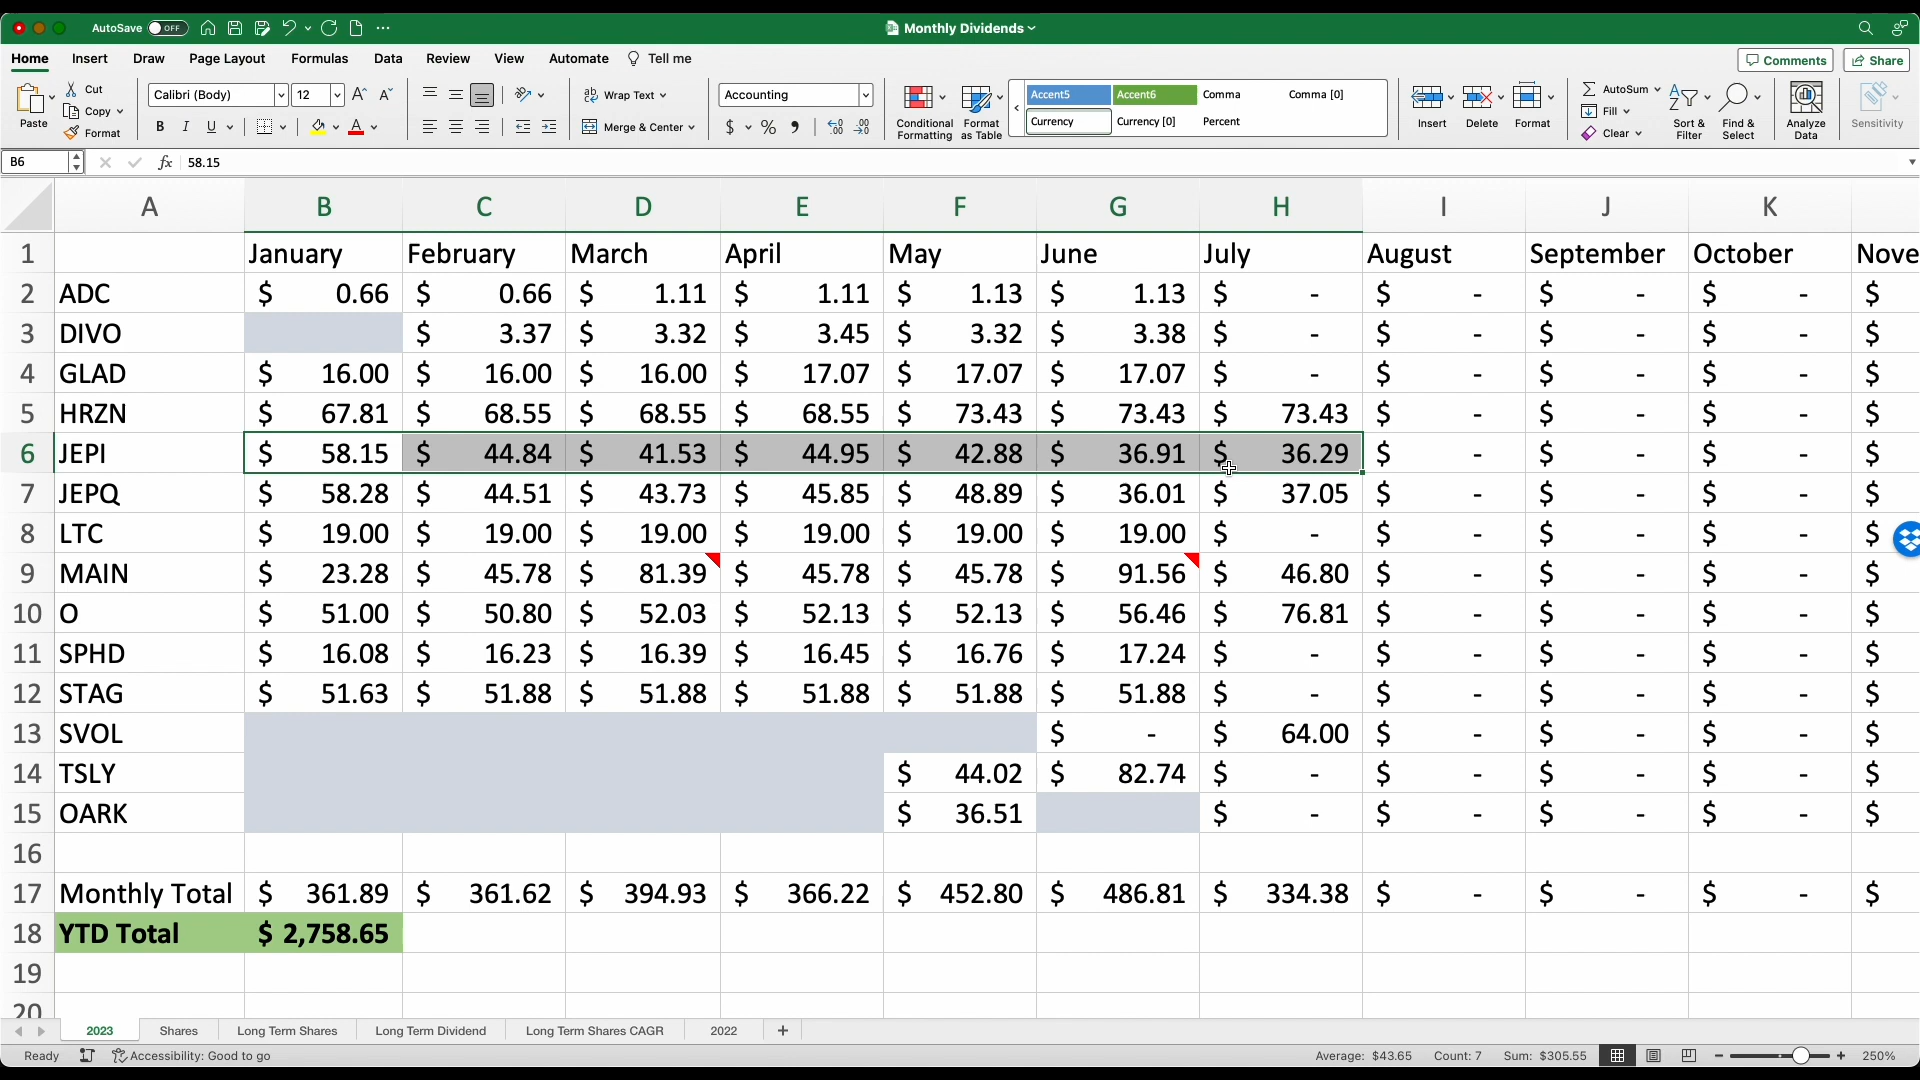 AutoSave OFF Monthly Dividends
Home Insert Draw Page Layout Formulas Data Review View Automate Tell me Comments Share
Paste Cut Copy Format
Calibri (Body) 12 Wrap Text Accounting
B I U Merge & Center $ % ,
Conditional Formatting Format as Table
Accent5 Accent6 Comma Comma [0]
Currency Currency [0] Percent
Insert Delete Format AutoSum Fill Clear Sort & Filter Find & Select Analyze Data Sensitivity
B6 fx 58.15
A B C D E F G H I J K
1 January February March April May June July August September October Nove
2 ADC $ 0.66 $ 0.66 $ 1.11 $ 1.11 $ 1.13 $ 1.13 $ - $ - $ - $ - $
3 DIVO $ 3.37 $ 3.32 $ 3.45 $ 3.32 $ 3.38 $ - $ - $ - $ - $
4 GLAD $ 16.00 $ 16.00 $ 16.00 $ 17.07 $ 17.07 $ 17.07 $ - $ - $ - $ - $
5 HRZN $ 67.81 $ 68.55 $ 68.55 $ 68.55 $ 73.43 $ 73.43 $ 73.43 $ - $ - $ - $
6 JEPI $ 58.15 $ 44.84 $ 41.53 $ 44.95 $ 42.88 $ 36.91 $ 36.29 $ - $ - $ - $
7 JEPQ $ 58.28 $ 44.51 $ 43.73 $ 45.85 $ 48.89 $ 36.01 $ 37.05 $ - $ - $ - $
8 LTC $ 19.00 $ 19.00 $ 19.00 $ 19.00 $ 19.00 $ 19.00 $ - $ - $ - $ - $
9 MAIN $ 23.28 $ 45.78 $ 81.39 $ 45.78 $ 45.78 $ 91.56 $ 46.80 $ - $ - $ - $
10 O $ 51.00 $ 50.80 $ 52.03 $ 52.13 $ 52.13 $ 56.46 $ 76.81 $ - $ - $ - $
11 SPHD $ 16.08 $ 16.23 $ 16.39 $ 16.45 $ 16.76 $ 17.24 $ - $ - $ - $ - $
12 STAG $ 51.63 $ 51.88 $ 51.88 $ 51.88 $ 51.88 $ 51.88 $ - $ - $ - $ - $
13 SVOL $ - $ 64.00 $ - $ - $ - $
14 TSLY $ 44.02 $ 82.74 $ - $ - $ - $ - $
15 OARK $ 36.51 $ - $ - $ - $ - $
16
17 Monthly Total $ 361.89 $ 361.62 $ 394.93 $ 366.22 $ 452.80 $ 486.81 $ 334.38 $ - $ - $ - $
18 YTD Total $ 2,758.65
19
20
2023 Shares Long Term Shares Long Term Dividend Long Term Shares CAGR 2022 +
Ready Accessibility: Good to go Average: $43.65 Count: 7 Sum: $305.55 250%